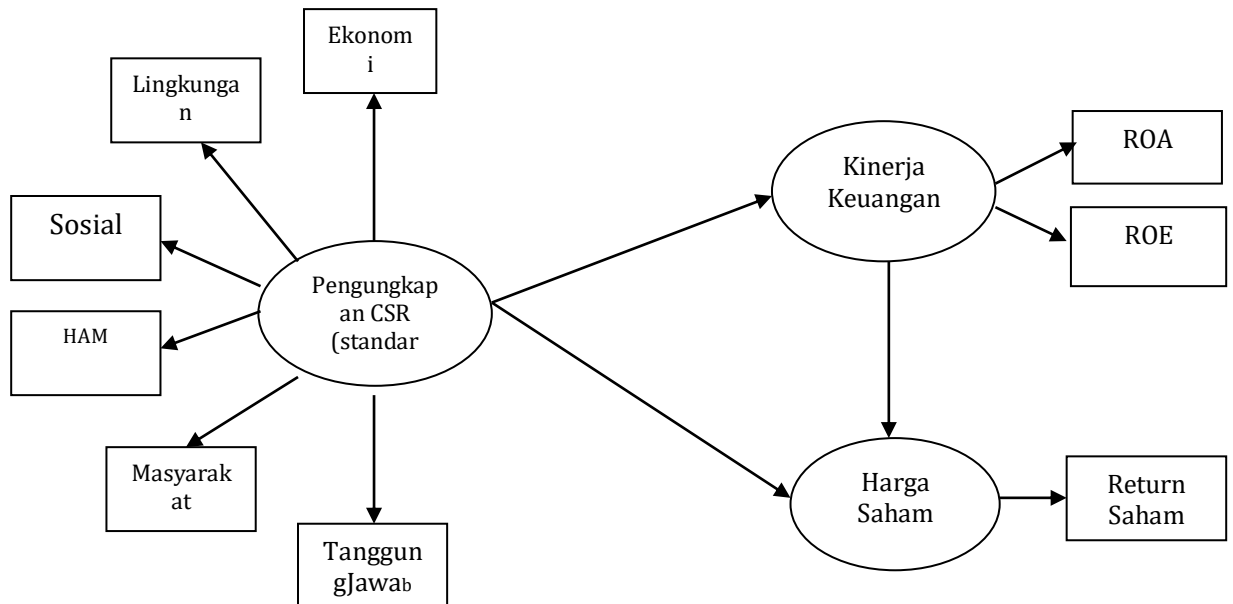 Ekonom
i
Lingkunga
n
Sosial
HAM
Masyarak
at
Tanggun
gJawab
Pengungkap
an CSR
(standar
Kinerja
Keuangan
ROA
ROE
Harga
Saham
Return
Saham